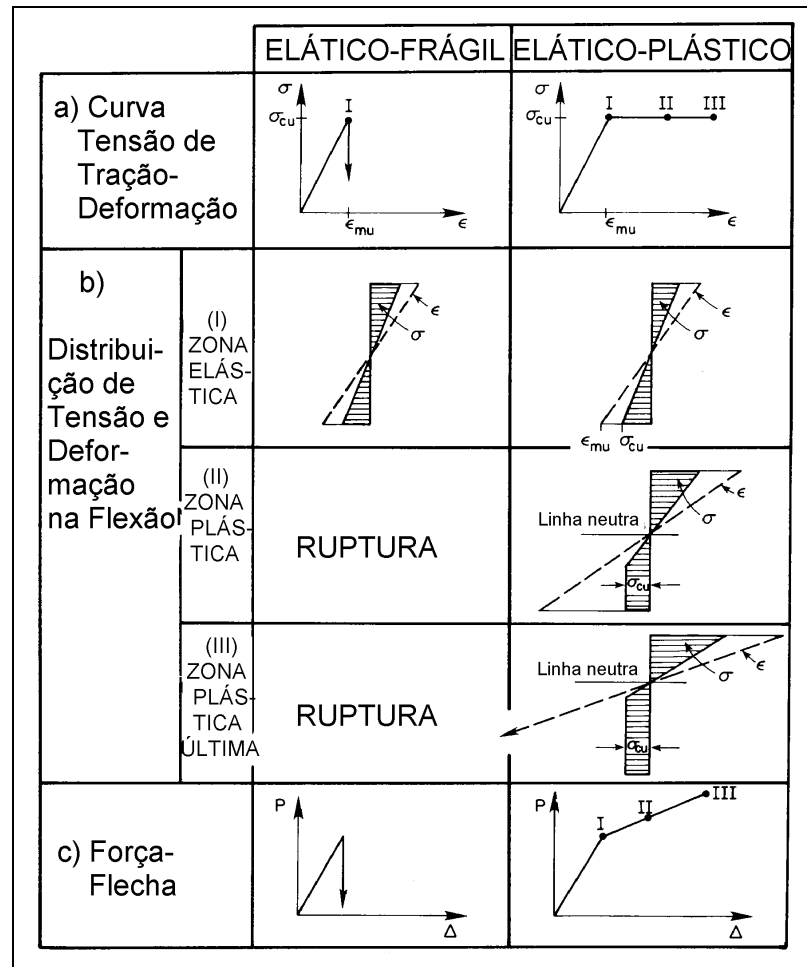 ELÁTICO-FRÁGIL
ELÁTICO-PLÁSTICO
a) Curva
Tensão de
Tração-
Deformação
σ
I
σcu
εmu
ε
σ
I
II
III
σcu
εmu
ε
b)
Distribui-
ção de
Tensão e
Defor-
mação
na Flexão
(I)
ZONA
ELÁS-
TICA
ε
σ
ε
σ
εmu
σcu
(II)
ZONA
PLÁS-
TICA
RUPTURA
Linha neutra
ε
σ
σcu
(III)
ZONA
PLÁS-
TICA
ÚLTIMA
RUPTURA
Linha neutra
ε
σ
σcu
c) Força-
Flecha
P
Δ
P
I
II
III
Δ